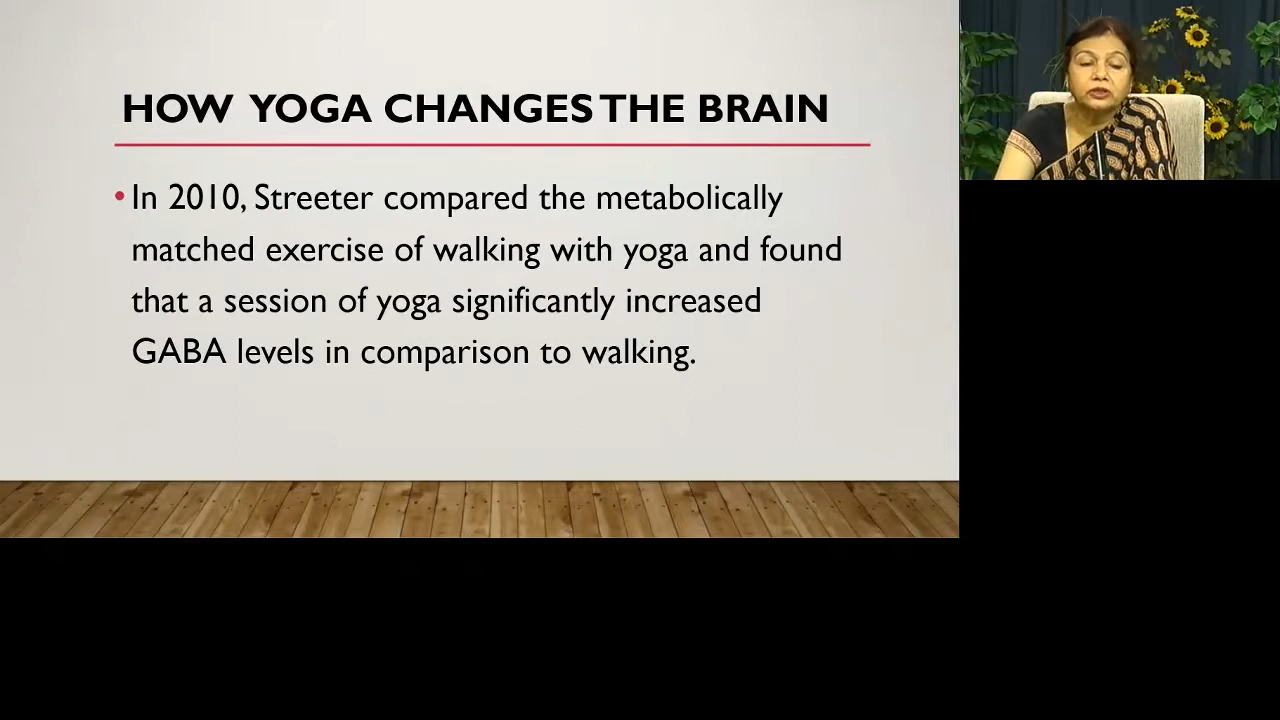 HOW YOGA CHANGES THE BRAIN
• In 2010, Streeter compared the metabolically
matched exercise of walking with yoga and found
that a session of yoga significantly increased
GABA levels in comparison to walking.